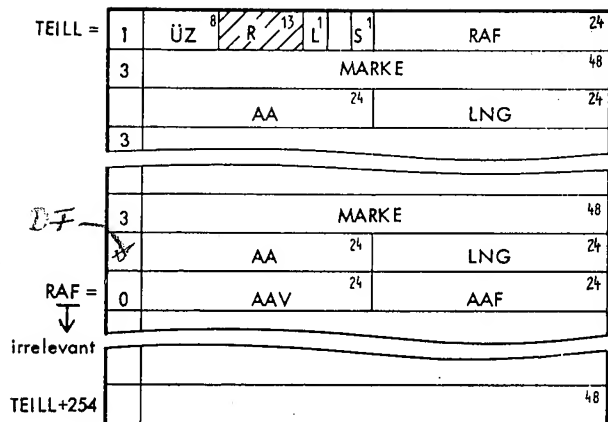 TEILL = 1 ÜZ 8 R 13 L 1 S 1 RAF 24
3 MARKE 48
AA 24 LNG 24
3
3 MARKE 48
DF AA 24 LNG 24
RAF = 0 AAV 24 AAF 24
irrelevant
TEILL+254 48